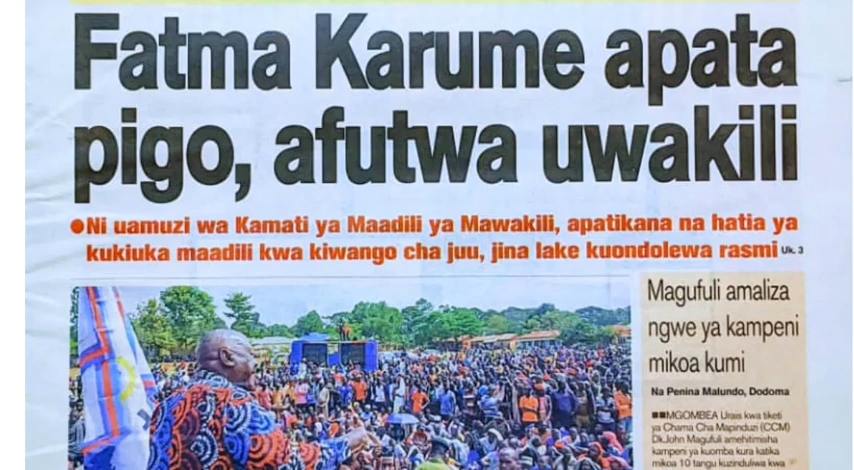 Fatma Karume apata
pigo, afutwa uwakili
●Ni uamuzi wa Kamati ya Maadili ya Mawakili, apatikana na hatia ya
kukiuka maadili kwa kiwango cha juu, jina lake kuondolewa rasmi Uk. 3
Magufuli amaliza
ngwe ya kampeni
mikoa kumi
Na Penina Malundo, Dodoma
■■MGOMBEA Urais kwa tiketi
ya Chama Cha Mapinduzi (CCM)
Dk.John Magufuli amehitimisha
kampeni ya kuomba kura katika
mikoa 10 tangu kuzinduliwa kwa